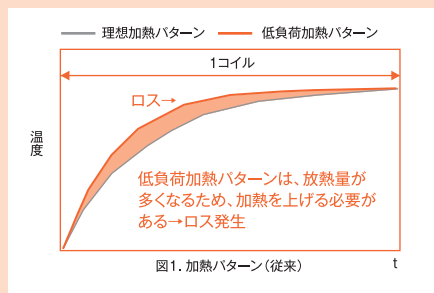 理想加熱パターン 低負荷加熱パターン
1コイル
ロス→
温度
低負荷加熱パターンは、放熱量が
多くなるため、加熱を上げる必要が
ある→ロス発生
図1. 加熱パターン(従来)
t